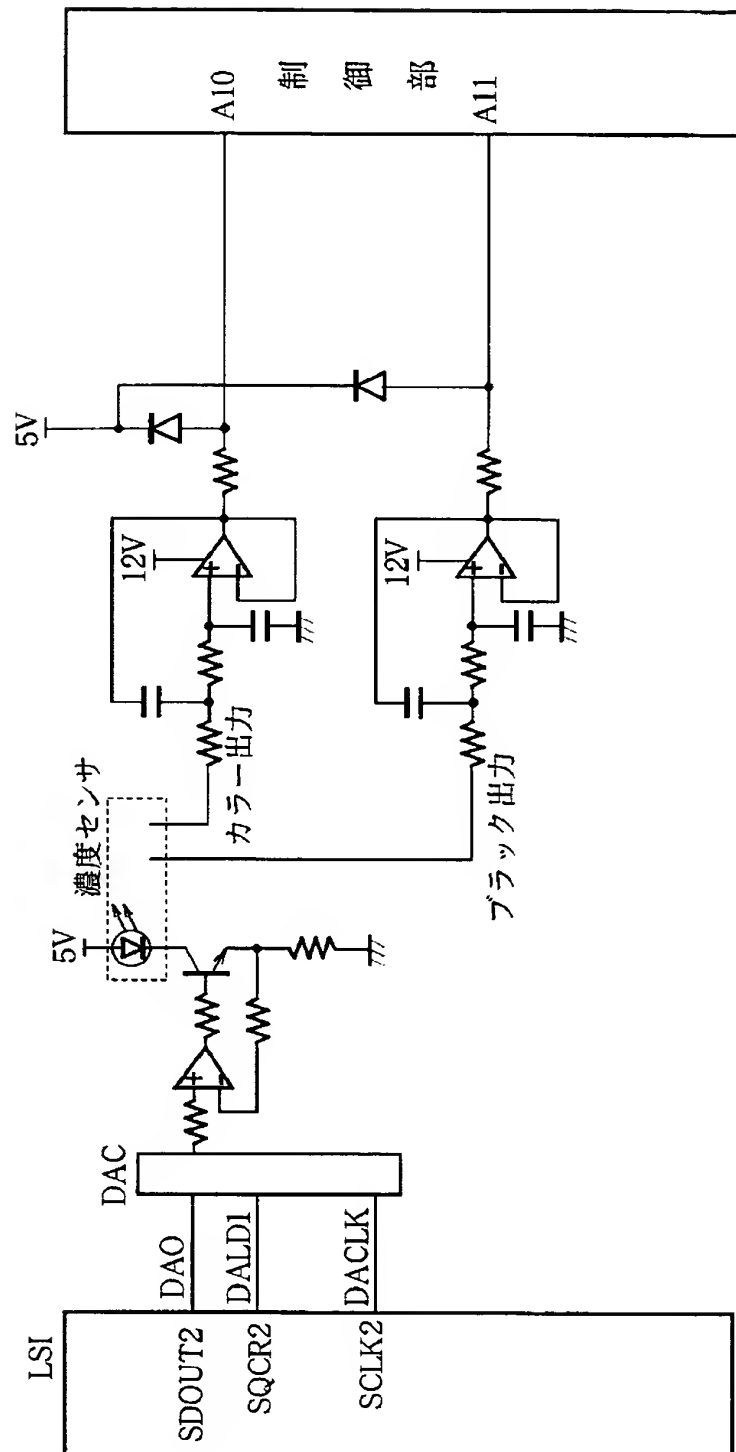 LSI
SDOUT2
SQCR2
SCLK2
DAO
DALD1
DACLK
DAC
5V
濃度センサ
カラー出力
ブラック出力
12V
12V
5V
A10
A11
制御部